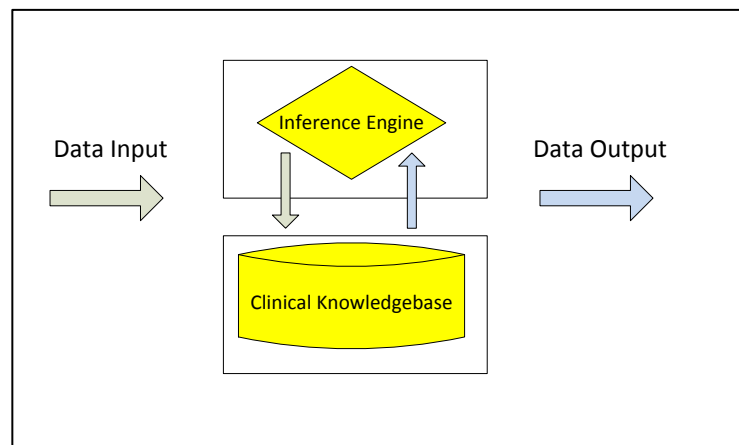 Inference Engine
Data Input
Data Output
Clinical Knowledgebase